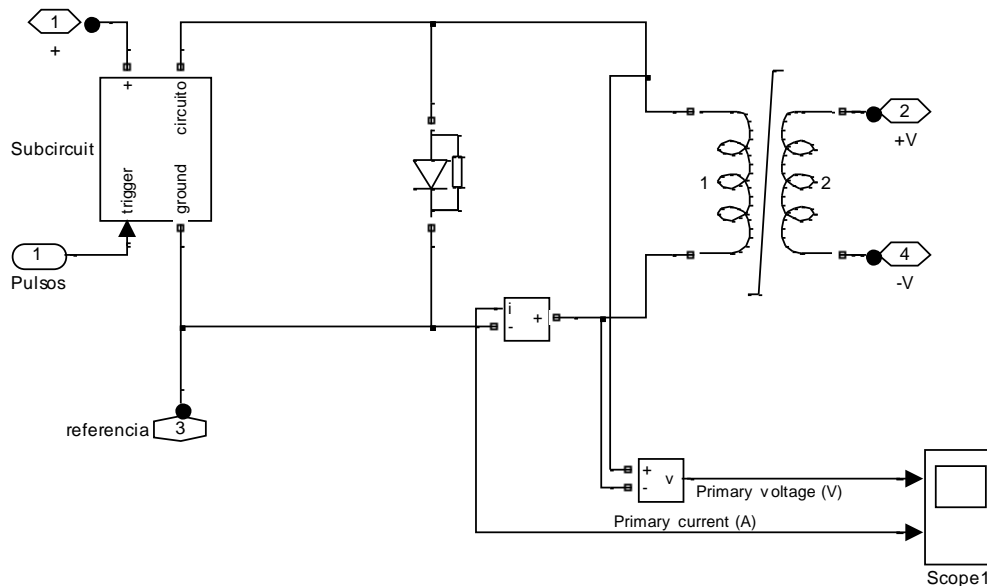 1
+
+
circuito
Subcircuit
trigger
ground
1
Pulsos
1
2
2
+V
4
-V
i
-
+
referencia
3
+
-
v
Primary voltage (V)
Primary current (A)
Scope1